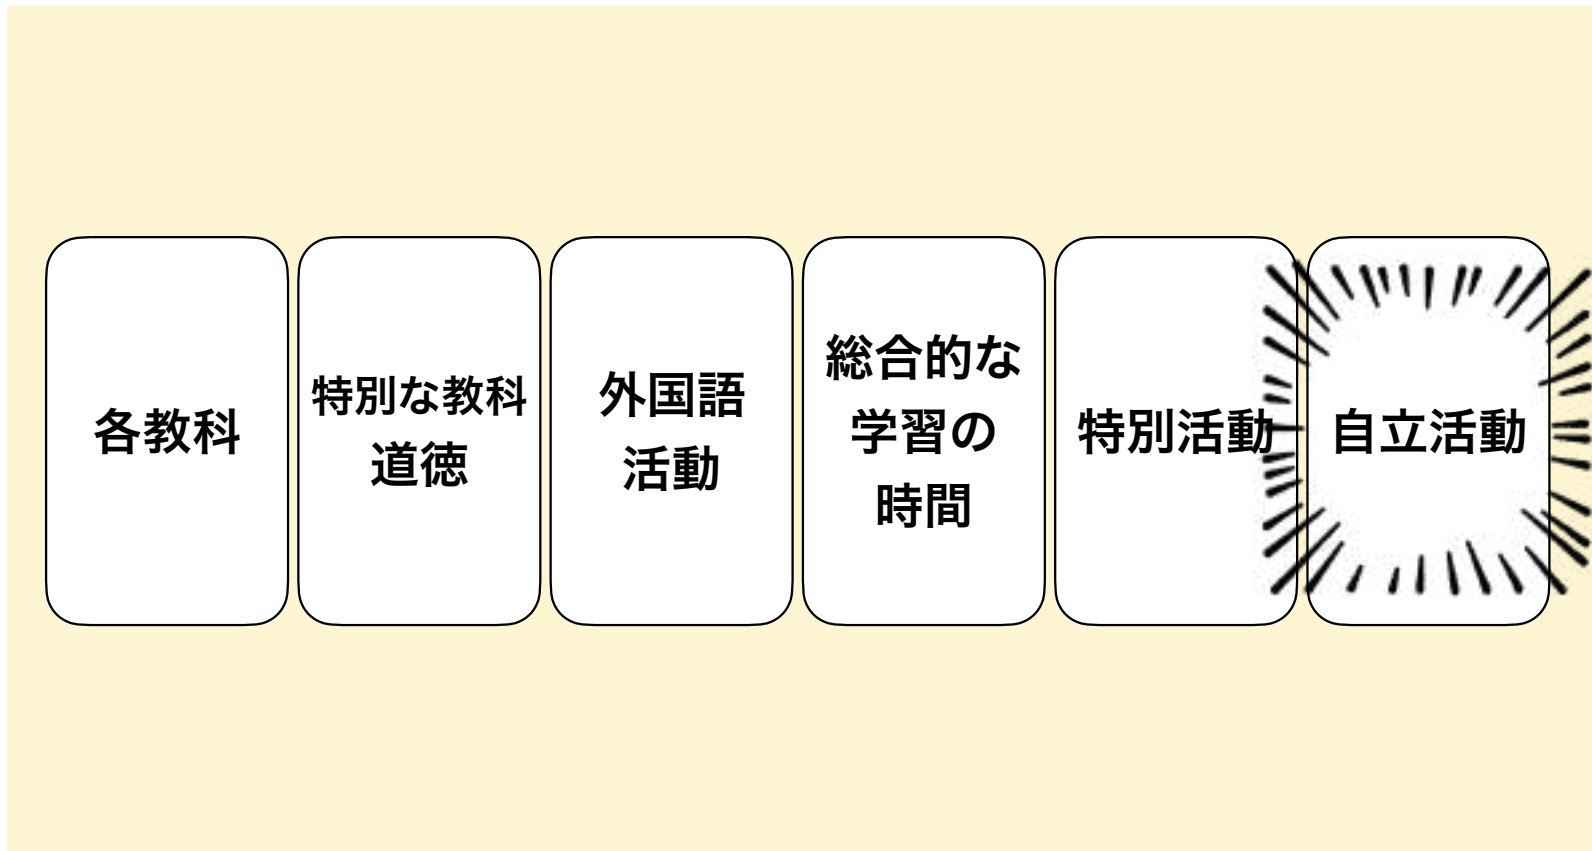 各教科
特別な教科
道徳
外国語
活動
総合的な
学習の
時間
特別活動
自立活動